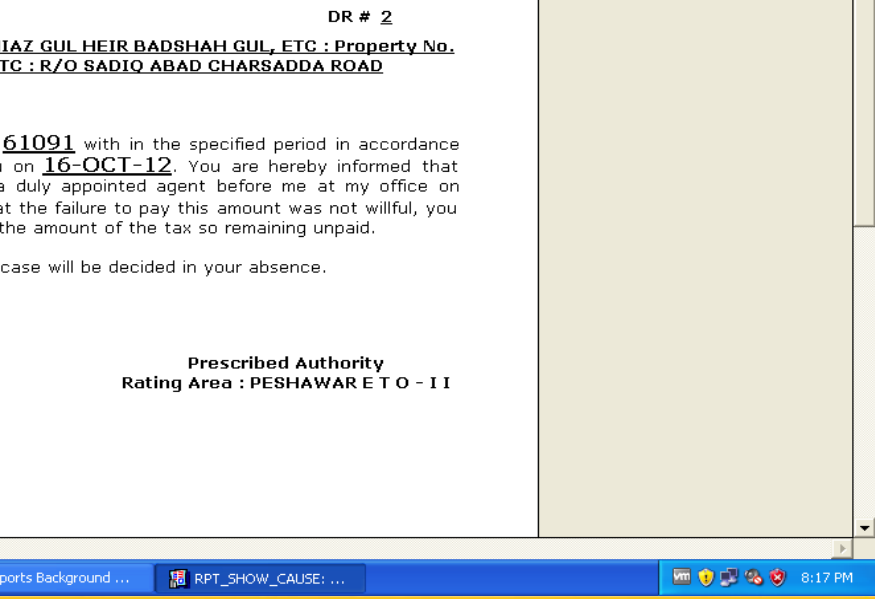 DR # 2
IAZ GUL HEIR BADSHAH GUL, ETC : Property No.
TC : R/O SADIQ ABAD CHARSADDA ROAD
61091 with in the specified period in accordance
on 16-OCT-12. You are hereby informed that
a duly appointed agent before me at my office on
at the failure to pay this amount was not willful, you
the amount of the tax so remaining unpaid.
case will be decided in your absence.
Prescribed Authority
Rating Area : PESHAWAR E T O - I I
ports Background ...
RPT_SHOW_CAUSE: ...
vm
8:17 PM